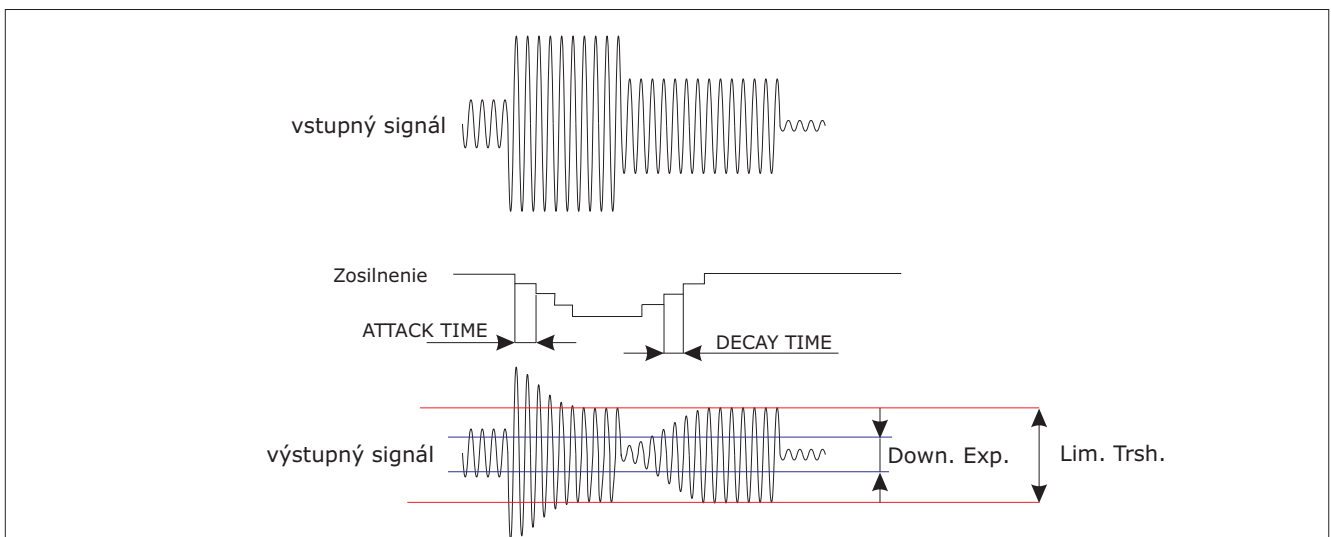 vstupný signál
Zosilnenie
ATTACK TIME
DECAY TIME
výstupný signál
Down. Exp.
Lim. Trsh.